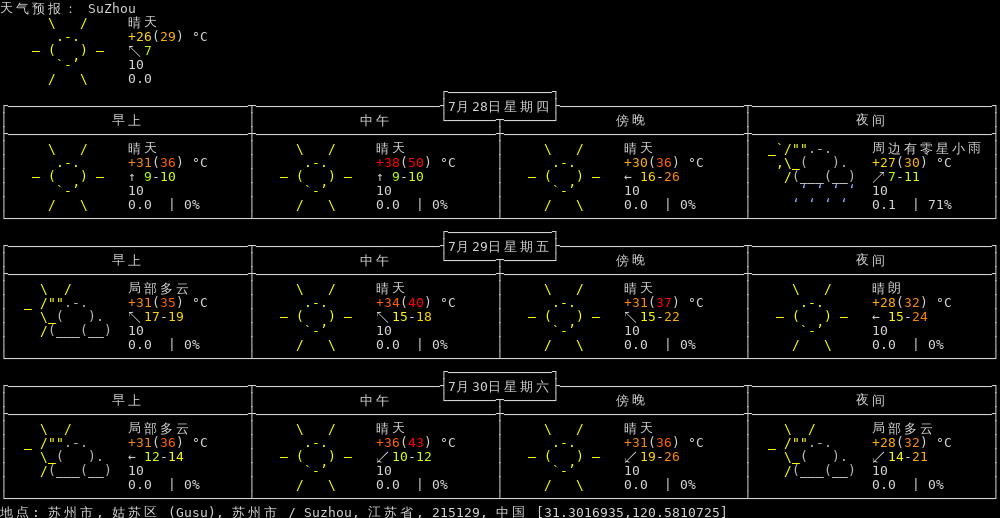 天气预报: SuZhou
晴天
+26(29) °C
↖ 7
10
0.0
7月28日星期四
早上 中午 傍晚 夜间
晴天 晴天 晴天 周边有零星小雨
+31(36) °C +38(50) °C +30(36) °C +27(30) °C
↑ 9-10 ↑ 9-10 ← 16-26 ↗ 7-11
10 10 10 10
0.0 | 0% 0.0 | 0% 0.0 | 0% 0.1 | 71%
7月29日星期五
早上 中午 傍晚 夜间
局部多云 晴天 晴天 晴朗
+31(35) °C +34(40) °C +31(37) °C +28(32) °C
↖ 17-19 ↖ 15-18 ↖ 15-22 ← 15-24
10 10 10 10
0.0 | 0% 0.0 | 0% 0.0 | 0% 0.0 | 0%
7月30日星期六
早上 中午 傍晚 夜间
局部多云 晴天 晴天 局部多云
+31(36) °C +36(43) °C +31(36) °C +28(32) °C
← 12-14 ↙ 10-12 ↙ 19-26 ↙ 14-21
10 10 10 10
0.0 | 0% 0.0 | 0% 0.0 | 0% 0.0 | 0%
地点: 苏州市, 姑苏区 (Gusu), 苏州市 / Suzhou, 江苏省, 215129, 中国 [31.3016935,120.5810725]